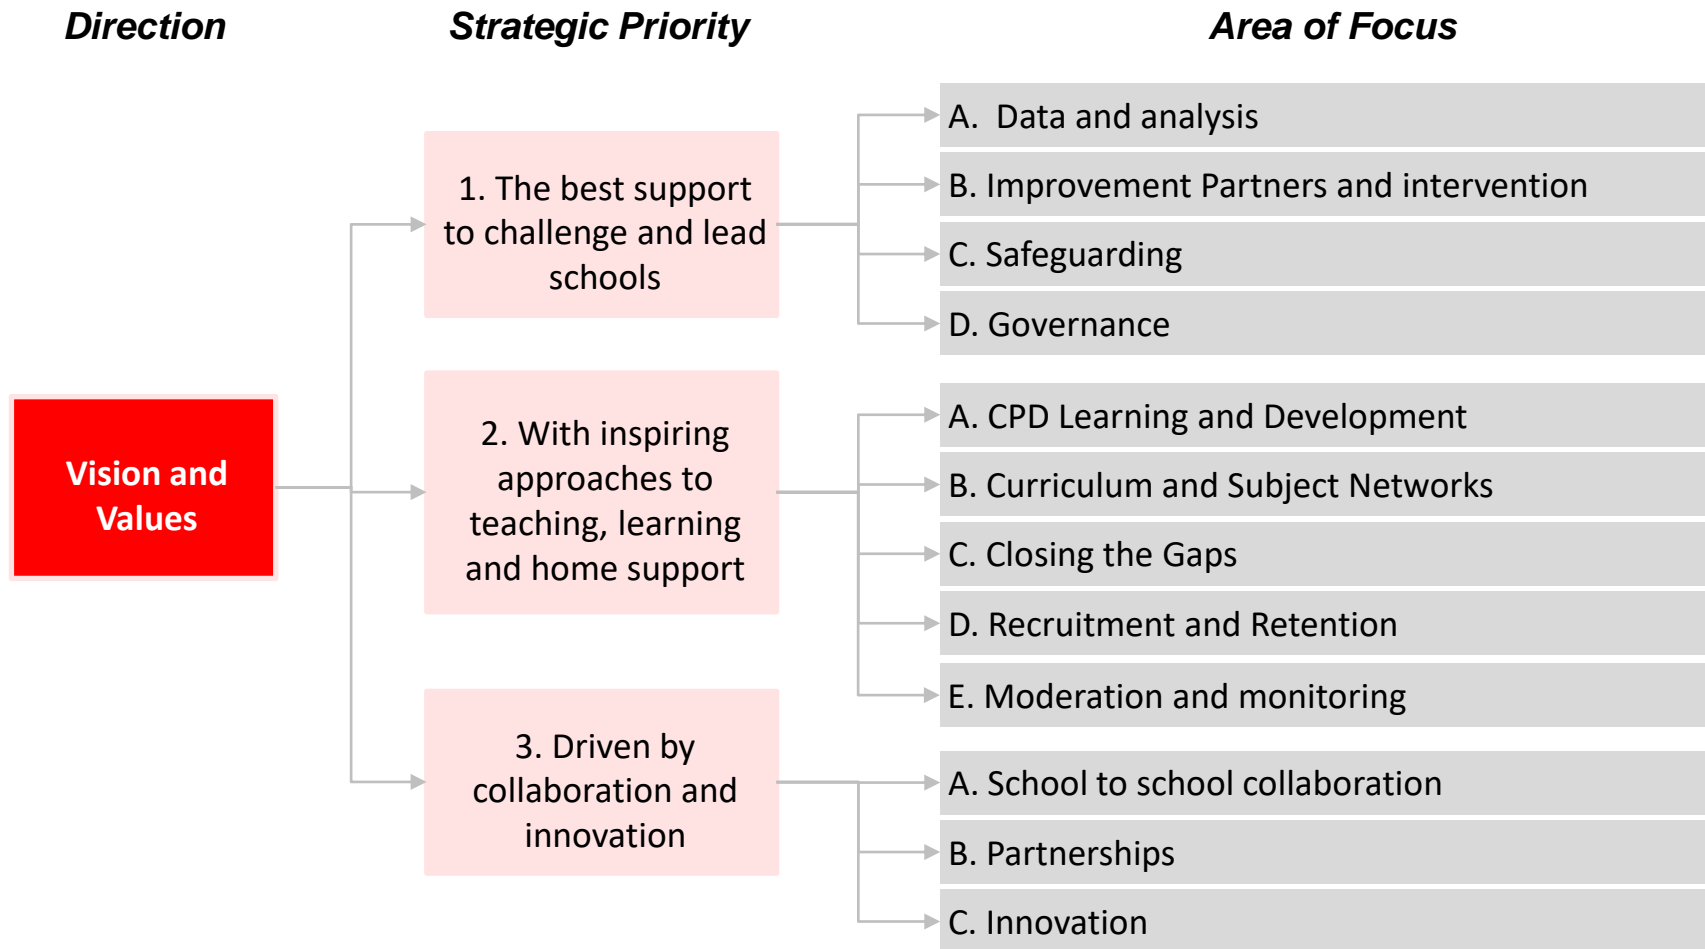 Direction
Strategic Priority
Area of Focus
Vision and
Values
1. The best support
to challenge and lead
schools
A.  Data and analysis
B. Improvement Partners and intervention
C. Safeguarding
D. Governance
2. With inspiring
approaches to
teaching, learning
and home support
A. CPD Learning and Development
B. Curriculum and Subject Networks
C. Closing the Gaps
D. Recruitment and Retention
E. Moderation and monitoring
3. Driven by
collaboration and
innovation
A. School to school collaboration
B. Partnerships
C. Innovation